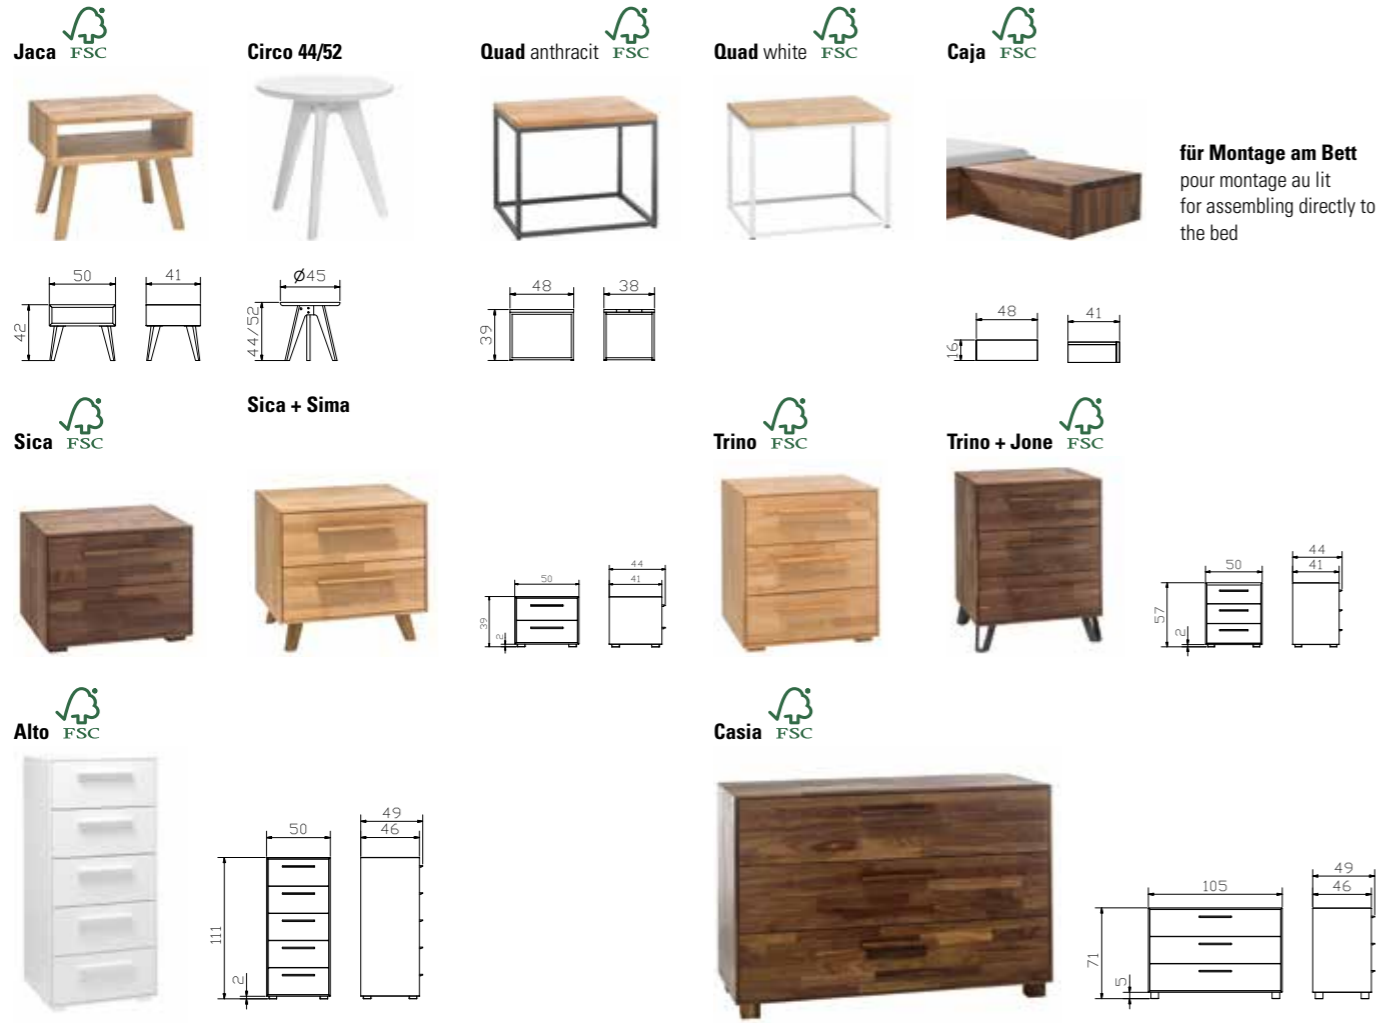 Jaca FSC
Circo 44/52
Quad anthracit FSC
Quad white FSC
Caja FSC
für Montage am Bett
pour montage au lit
for assembling directly to
the bed
50
41
42
Ø45
44/52
48
38
39
48
41
16
Sica FSC
Sica + Sima
Trino FSC
Trino + Jone FSC
50
44
41
39
2
50
44
41
57
2
Alto FSC
Casia FSC
50
49
46
111
2
105
49
46
71
5